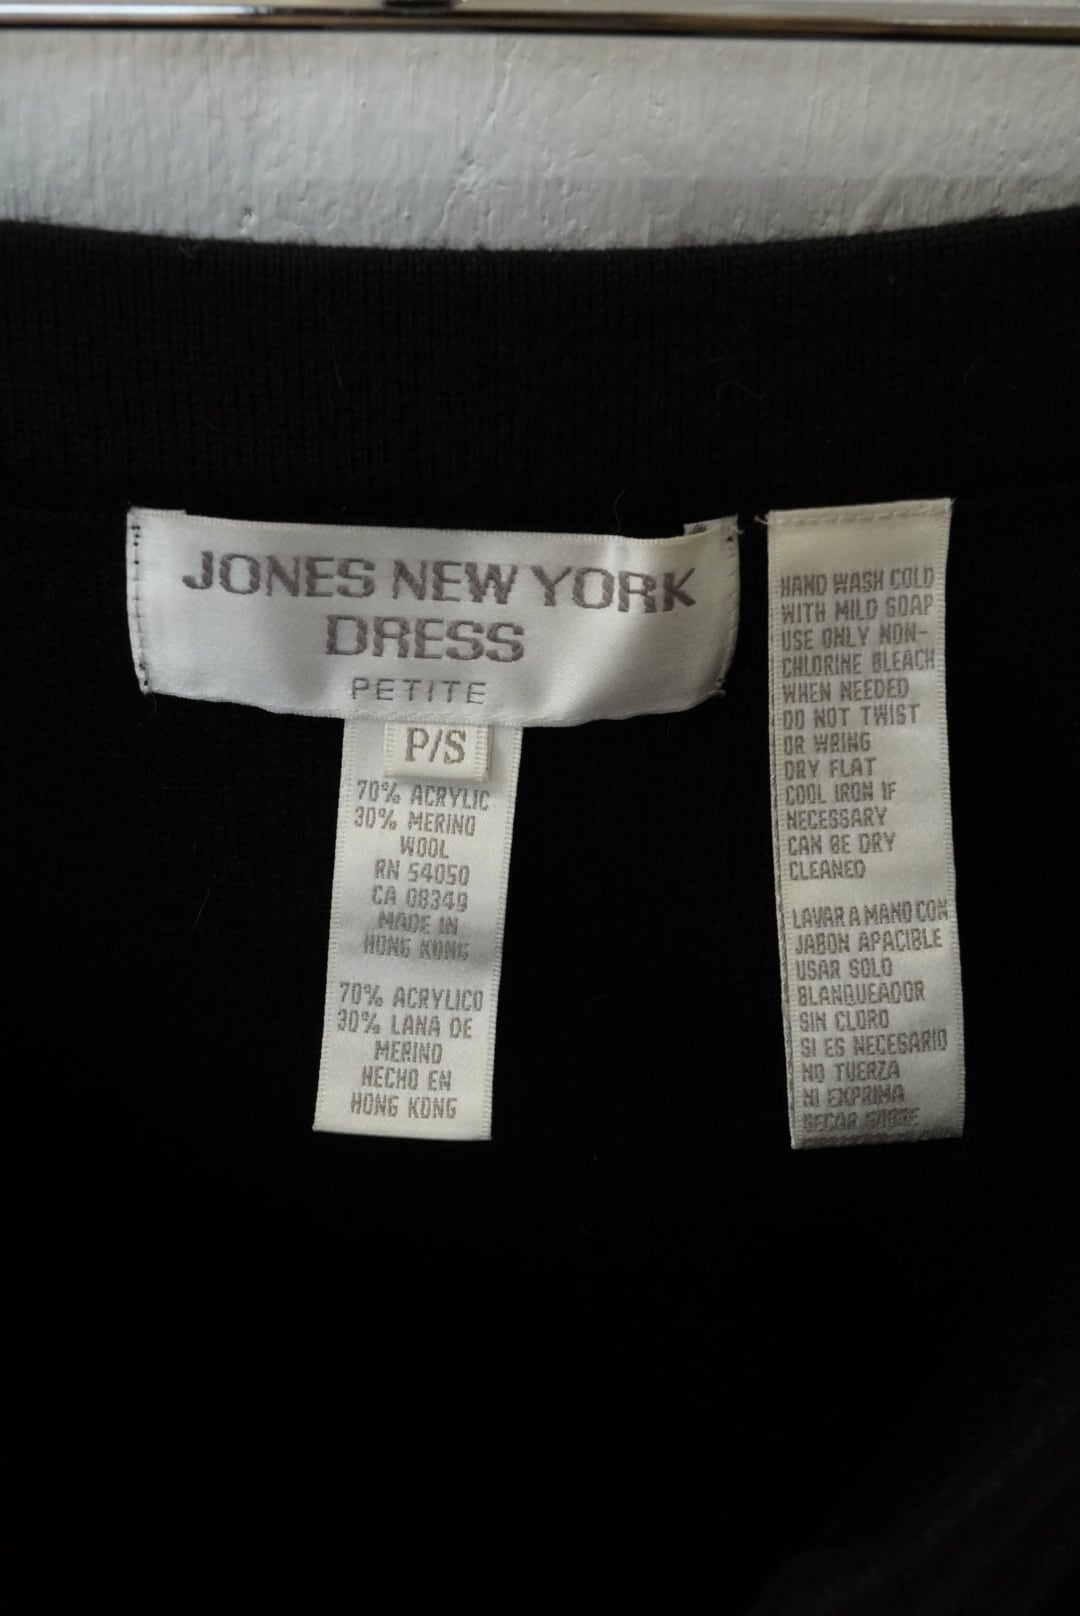 JONES NEW YORK
DRESS
PETITE
P/S
70% ACRYLIC
30% MERINO
WOOL
RN 54050
CA 08349
MADE IN
HONG KONG
70% ACRYLICO
30% LANA DE
MERINO
HECHO EN
HONG KONG
HAND WASH COLD
WITH MILD SOAP
USE ONLY NON-
CHLORINE BLEACH
WHEN NEEDED
DO NOT TWIST
OR WRING
DRY FLAT
COOL IRON IF
NECESSARY
CAN BE DRY
CLEANED
LAVAR A MANO CON
JABON APACIBLE
USAR SOLO
BLANQUEADOR
SIN CLORO
SI ES NECESARIO
NO TUERZA
NI EXPRIMA
SECAR SOBRE